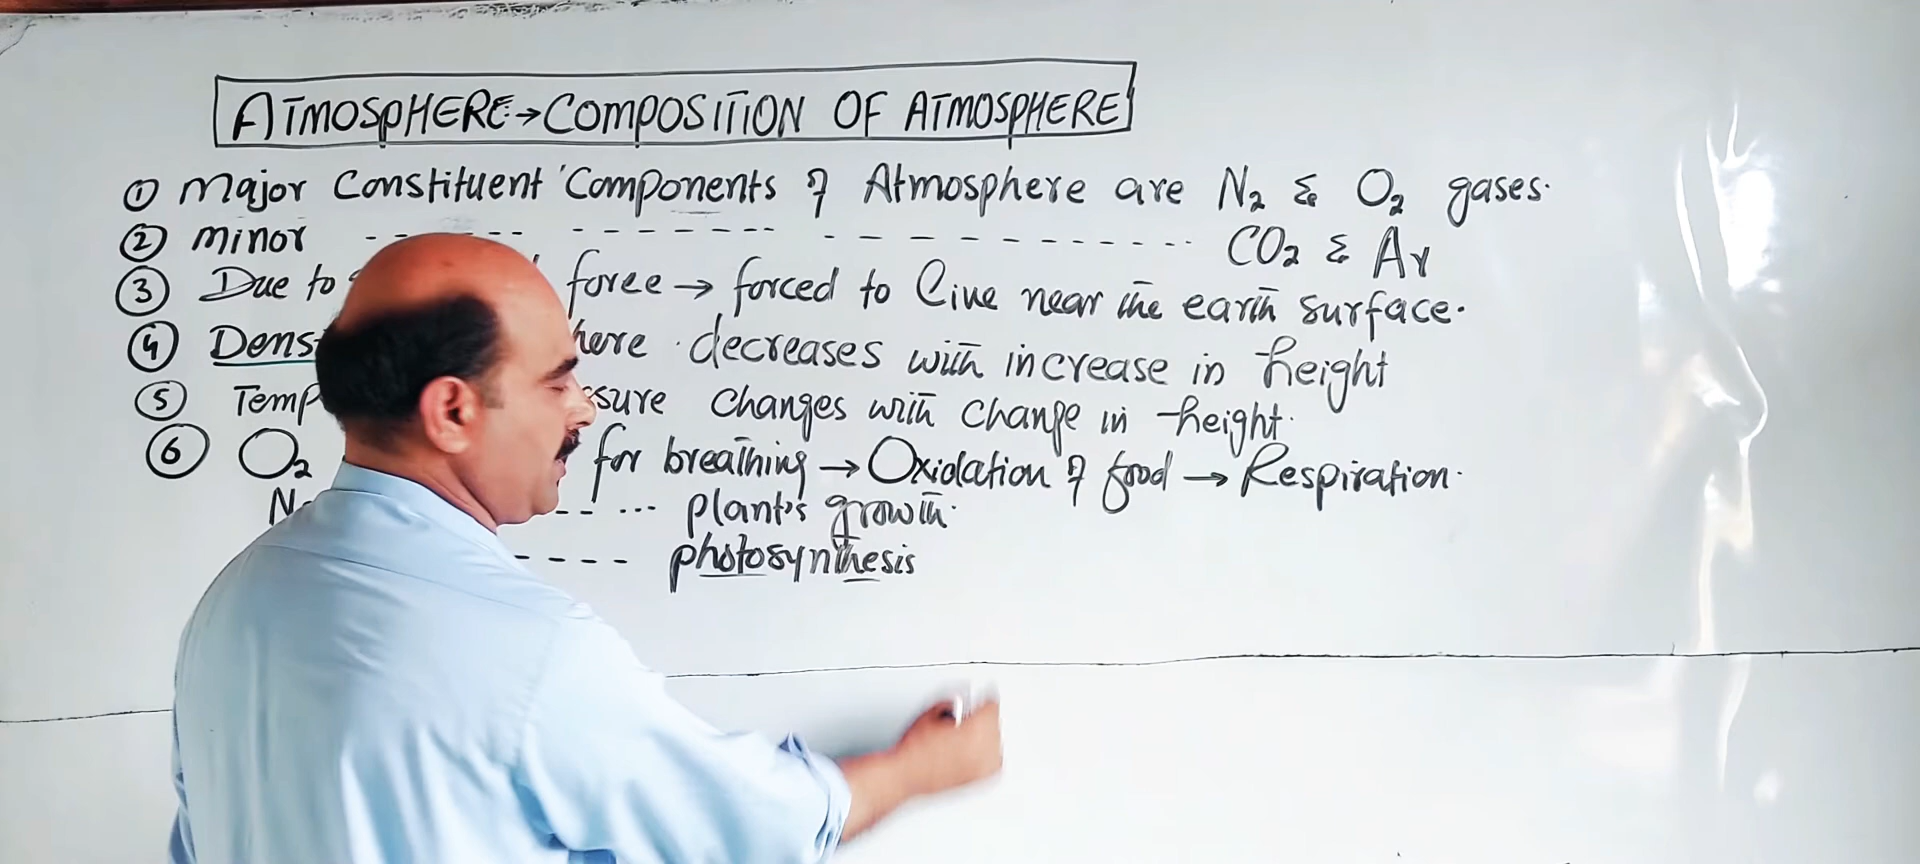 ATMOSPHERE → COMPOSITION OF ATMOSPHERE
① Major Constituent Components of Atmosphere are N₂ & O₂ gases.
② minor - - - - - - - - - - - - - - - - - - CO₂ & Ar
③ Due to force → forced to live near the earth surface.
④ decreases with increase in height
⑤ changes with change in height.
⑥ O₂ for breathing → Oxidation of food → Respiration.
- - - - - plant's growth.
- - - - photosynthesis